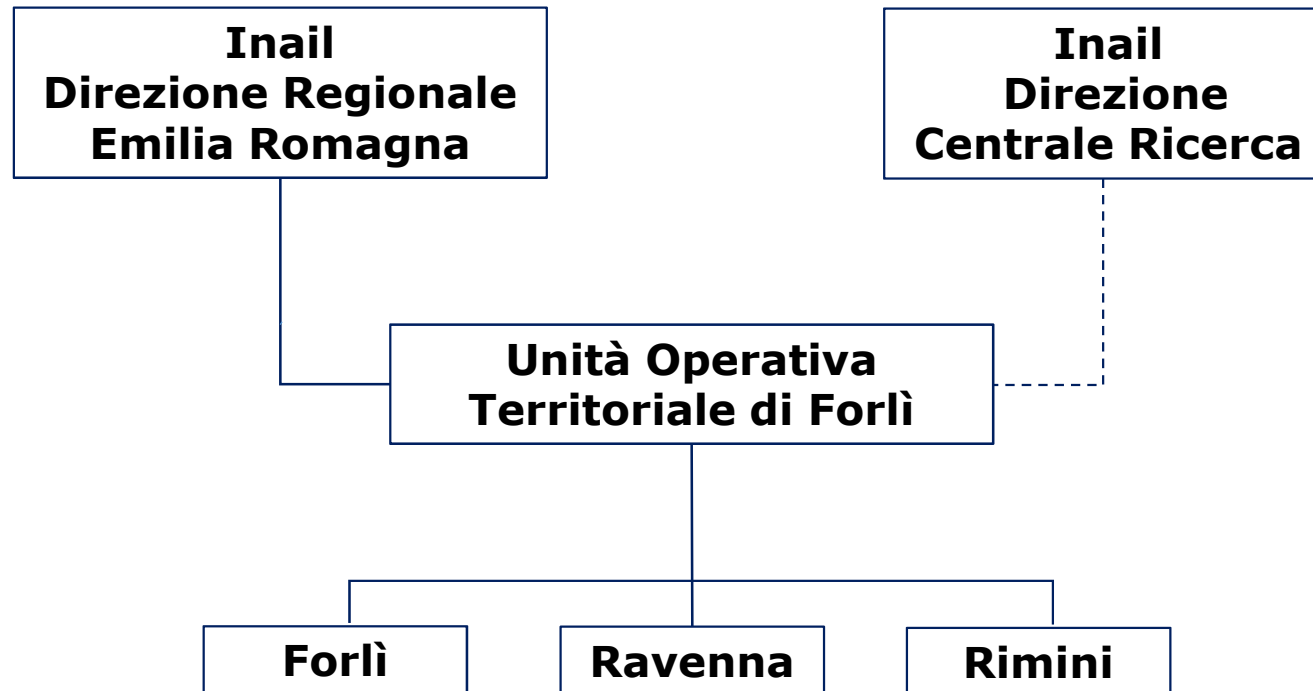 Inail
Direzione Regionale
Emilia Romagna
Inail
Direzione
Centrale Ricerca
Unità Operativa
Territoriale di Forlì
Forlì
Ravenna
Rimini